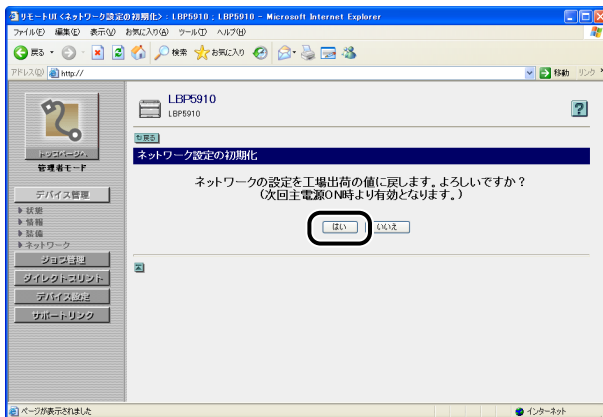 リモートUI <ネットワーク設定の初期化> : LBP5910 ; LBP5910 - Microsoft Internet Explorer
ファイル(F) 編集(E) 表示(V) お気に入り(A) ツール(T) ヘルプ(H)
戻る 検索 お気に入り
アドレス(D) http:// 移動 リンク
LBP5910
LBP5910
トップページへ
管理者モード
戻る
ネットワーク設定の初期化
ネットワークの設定を工場出荷の値に戻します。よろしいですか？
（次回主電源ON時より有効となります。）
はい いいえ
デバイス管理
状態
情報
装備
ネットワーク
ジョブ管理
ダイレクトプリント
デバイス設定
サポートリンク
ページが表示されました インターネット